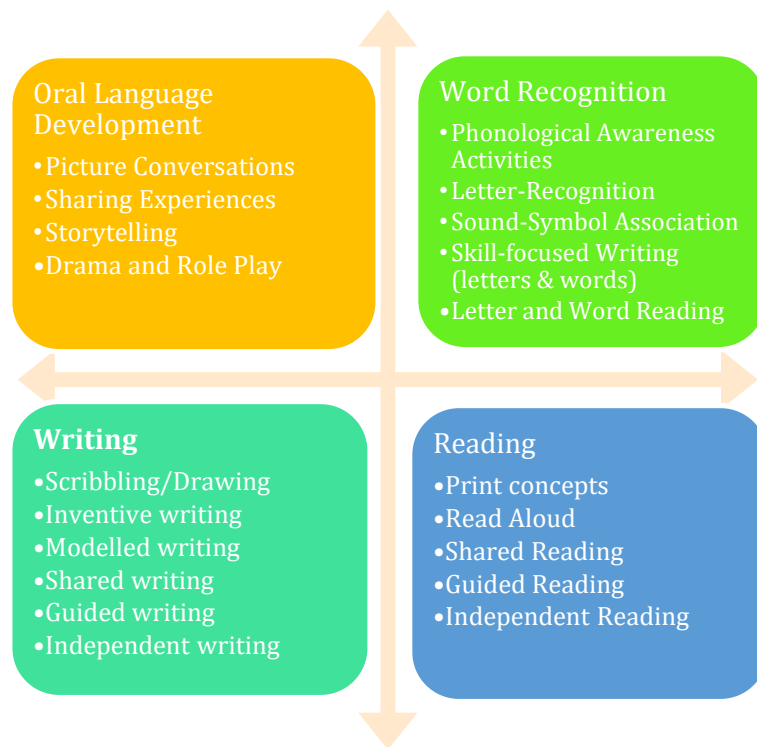 Oral Language
Development
•Picture Conversations
•Sharing Experiences
•Storytelling
•Drama and Role Play
Word Recognition
•Phonological Awareness
Activities
•Letter-Recognition
•Sound-Symbol Association
•Skill-focused Writing
(letters & words)
•Letter and Word Reading
Writing
•Scribbling/Drawing
•Inventive writing
•Modelled writing
•Shared writing
•Guided writing
•Independent writing
Reading
•Print concepts
•Read Aloud
•Shared Reading
•Guided Reading
•Independent Reading